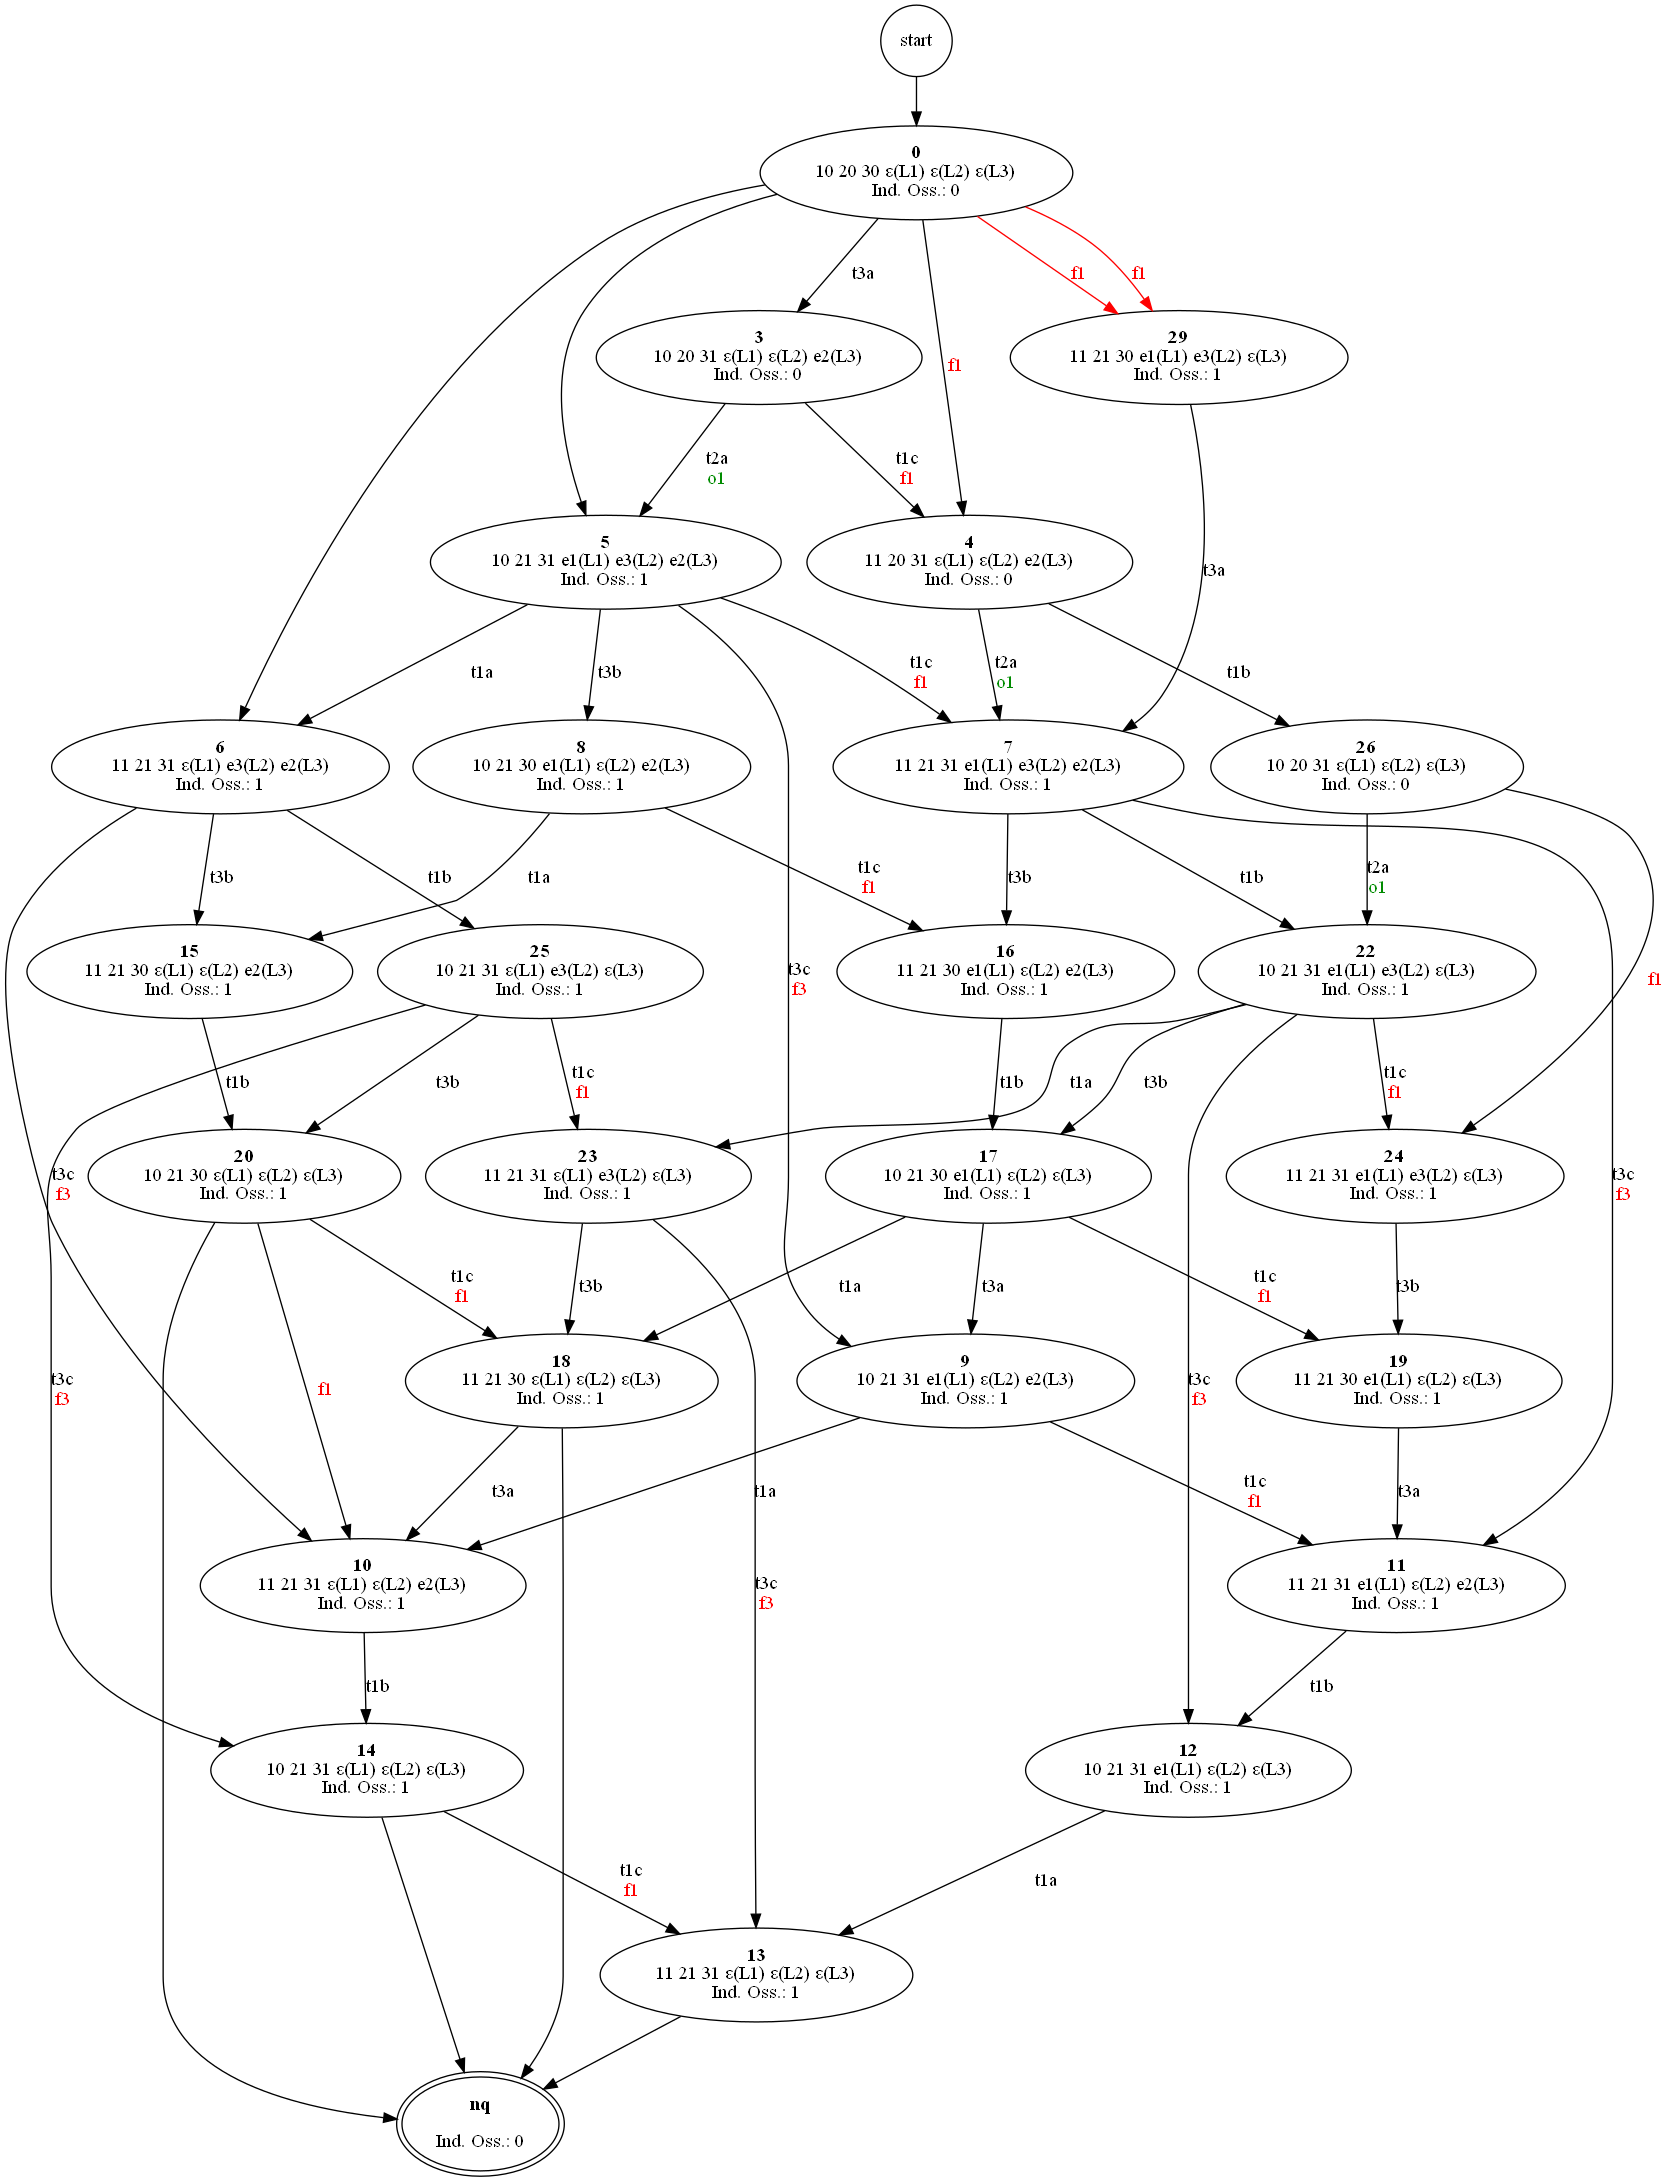 start
0
10 20 30 ε(L1) ε(L2) ε(L3)
Ind. Oss.: 0
f1
f1
t3a
3
10 20 31 ε(L1) ε(L2) e2(L3)
Ind. Oss.: 0
29
11 21 30 e1(L1) e3(L2) ε(L3)
Ind. Oss.: 1
f1
t2a
o1
t1c
f1
5
10 21 31 e1(L1) e3(L2) e2(L3)
Ind. Oss.: 1
4
11 20 31 ε(L1) ε(L2) e2(L3)
Ind. Oss.: 0
t3a
t1a
t3b
t1c
f1
t2a
o1
t1b
6
11 21 31 ε(L1) e3(L2) e2(L3)
Ind. Oss.: 1
8
10 21 30 e1(L1) ε(L2) e2(L3)
Ind. Oss.: 1
7
11 21 31 e1(L1) e3(L2) e2(L3)
Ind. Oss.: 1
26
10 20 31 ε(L1) ε(L2) ε(L3)
Ind. Oss.: 0
t3b
t1b
t1a
t1c
f1
t3b
t1b
t2a
o1
15
11 21 30 ε(L1) ε(L2) e2(L3)
Ind. Oss.: 1
25
10 21 31 ε(L1) e3(L2) ε(L3)
Ind. Oss.: 1
t3c
f3
16
11 21 30 e1(L1) ε(L2) e2(L3)
Ind. Oss.: 1
22
10 21 31 e1(L1) e3(L2) ε(L3)
Ind. Oss.: 1
f1
t1b
t3b
t1c
f1
t1b
t1a
t3b
t1c
f1
t3c
f3
20
10 21 30 ε(L1) ε(L2) ε(L3)
Ind. Oss.: 1
23
11 21 31 ε(L1) e3(L2) ε(L3)
Ind. Oss.: 1
17
10 21 30 e1(L1) ε(L2) ε(L3)
Ind. Oss.: 1
24
11 21 31 e1(L1) e3(L2) ε(L3)
Ind. Oss.: 1
t3c
f3
t1c
f1
t3b
t1a
t3a
t1c
f1
t3b
t3c
f3
f1
18
11 21 30 ε(L1) ε(L2) ε(L3)
Ind. Oss.: 1
9
10 21 31 e1(L1) ε(L2) e2(L3)
Ind. Oss.: 1
t3c
f3
19
11 21 30 e1(L1) ε(L2) ε(L3)
Ind. Oss.: 1
t3a
t1a
t1c
f1
t3a
10
11 21 31 ε(L1) ε(L2) e2(L3)
Ind. Oss.: 1
t3c
f3
11
11 21 31 e1(L1) ε(L2) e2(L3)
Ind. Oss.: 1
t1b
t1b
14
10 21 31 ε(L1) ε(L2) ε(L3)
Ind. Oss.: 1
12
10 21 31 e1(L1) ε(L2) ε(L3)
Ind. Oss.: 1
t1c
f1
t1a
13
11 21 31 ε(L1) ε(L2) ε(L3)
Ind. Oss.: 1
nq
Ind. Oss.: 0